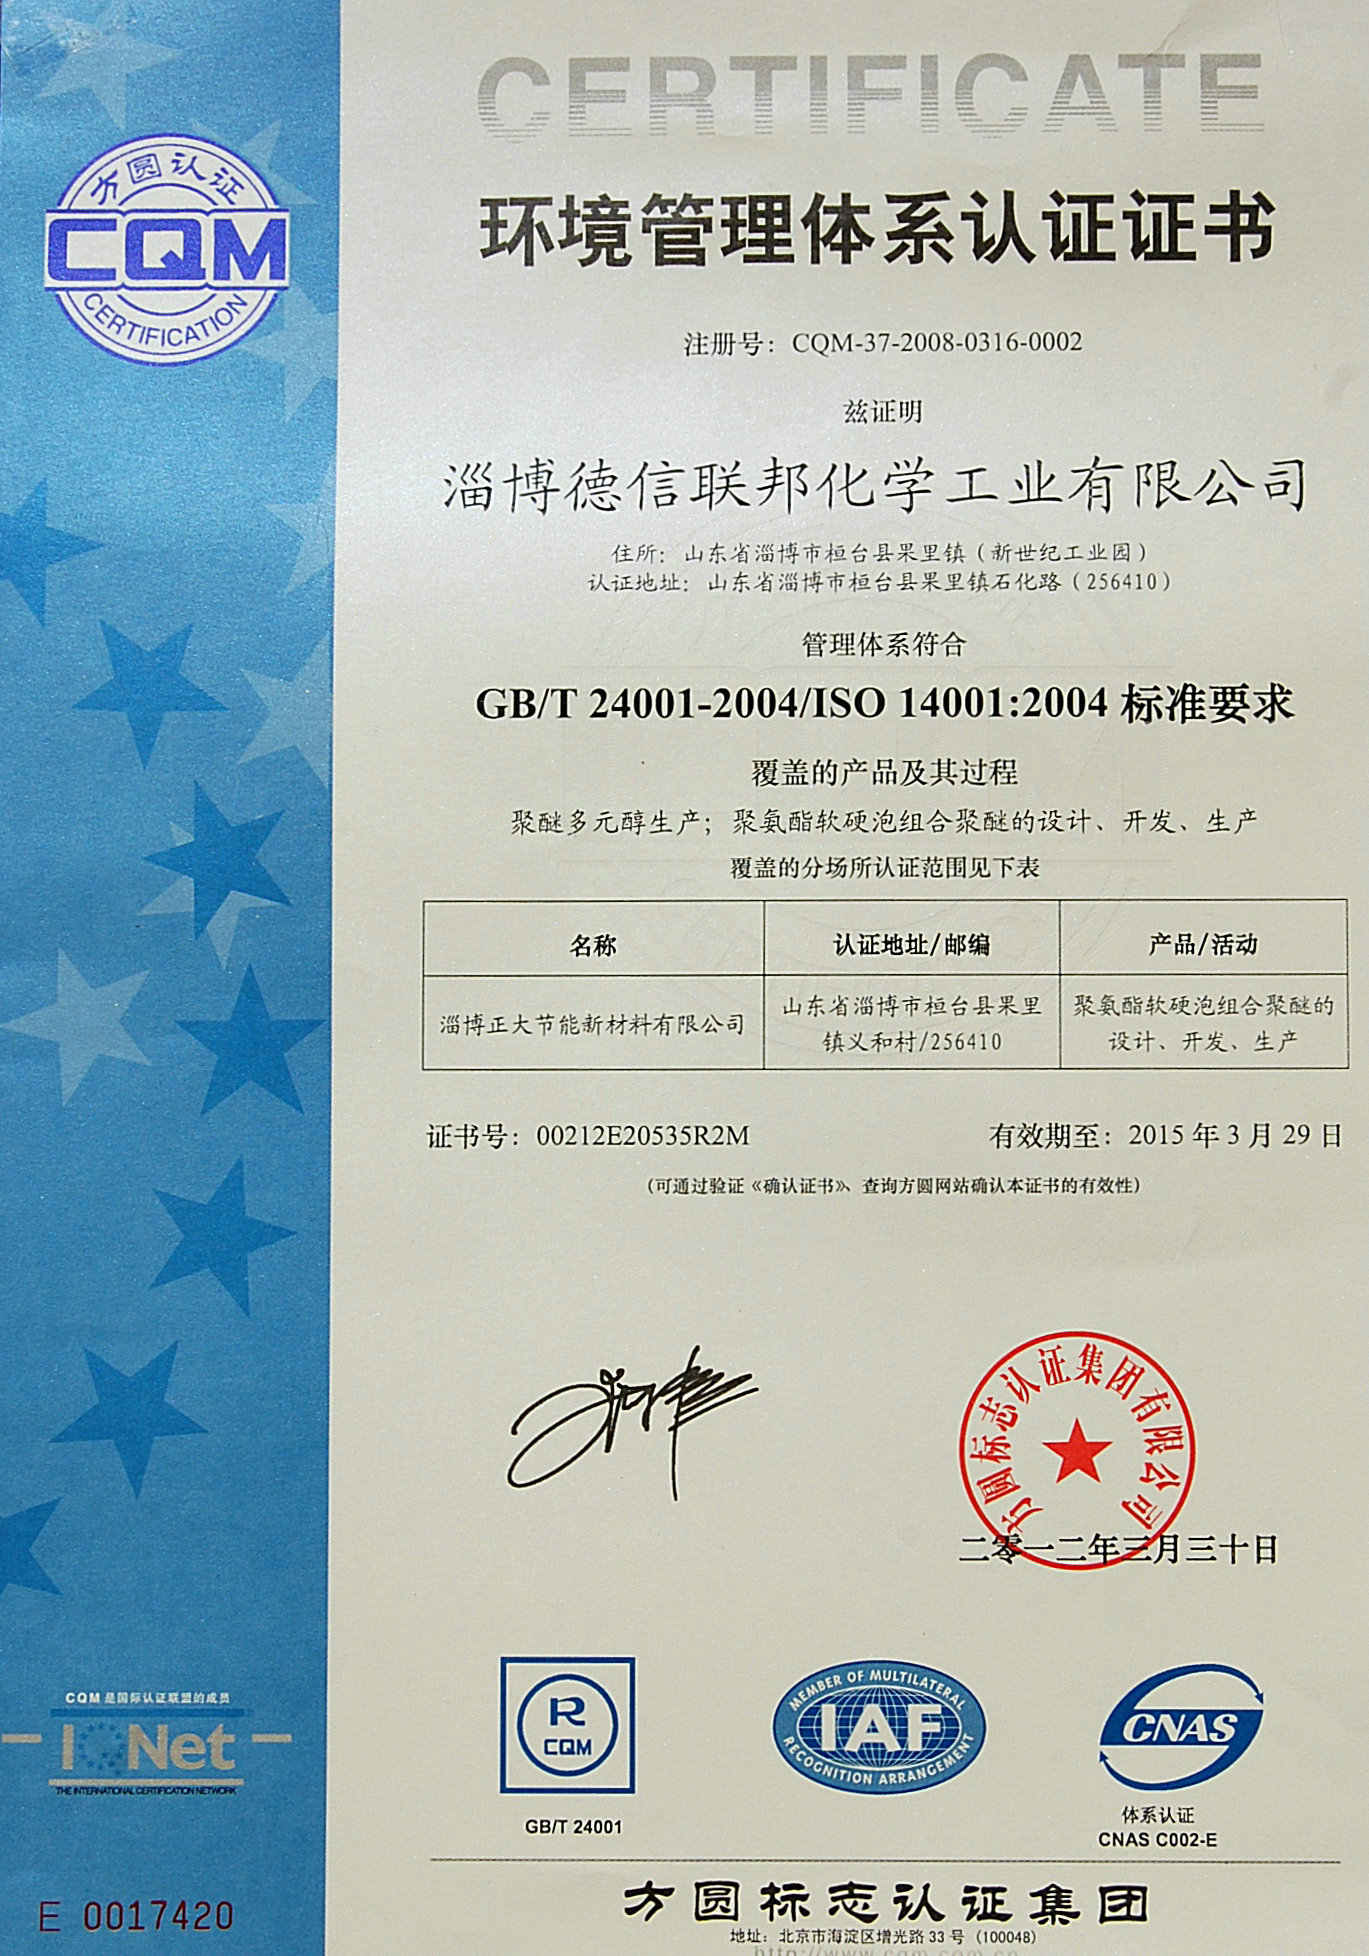 CERTIFICATE
方圆认证
CQM
CERTIFICATION
环境管理体系认证证书
注册号：CQM-37-2008-0316-0002
兹证明
淄博德信联邦化学工业有限公司
住所：山东省淄博市桓台县果里镇（新世纪工业园）
认证地址：山东省淄博市桓台县果里镇石化路（256410）
管理体系符合
GB/T 24001-2004/ISO 14001:2004 标准要求
覆盖的产品及其过程
聚醚多元醇生产；聚氨酯软硬泡组合聚醚的设计、开发、生产
覆盖的分场所认证范围见下表
名称 认证地址/邮编 产品/活动
淄博正大节能新材料有限公司 山东省淄博市桓台县果里镇义和村/256410 聚氨酯软硬泡组合聚醚的设计、开发、生产
证书号：00212E20535R2M 有效期至：2015 年 3 月 29 日
（可通过验证《确认证书》、查询方圆网站确认本证书的有效性）
方圆标志认证集团有限公司
二零一二年三月三十日
CQM 是国际认证联盟的成员
IQNet
THE INTERNATIONAL CERTIFICATION NETWORK
R
CQM
GB/T 24001
MEMBER OF MULTILATERAL
IAF
RECOGNITION ARRANGEMENT
CNAS
体系认证
CNAS C002-E
E 0017420
方圆标志认证集团
地址：北京市海淀区增光路 33 号（100048）
http://www.cqm.com.cn